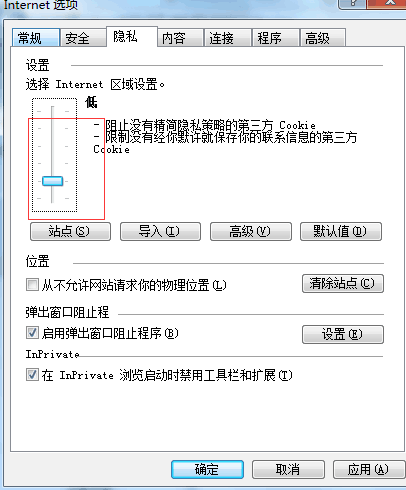 Internet 选项
常规 安全 隐私 内容 连接 程序 高级
设置
选择 Internet 区域设置。
低
- 阻止没有精简隐私策略的第三方 Cookie
- 限制没有经你默许就保存你的联系信息的第三方
Cookie
站点(S) 导入(I) 高级(V) 默认值(D)
位置
从不允许网站请求你的物理位置(L) 清除站点(C)
弹出窗口阻止程
启用弹出窗口阻止程序(B) 设置(E)
InPrivate
在 InPrivate 浏览启动时禁用工具栏和扩展(T)
确定 取消 应用(A)